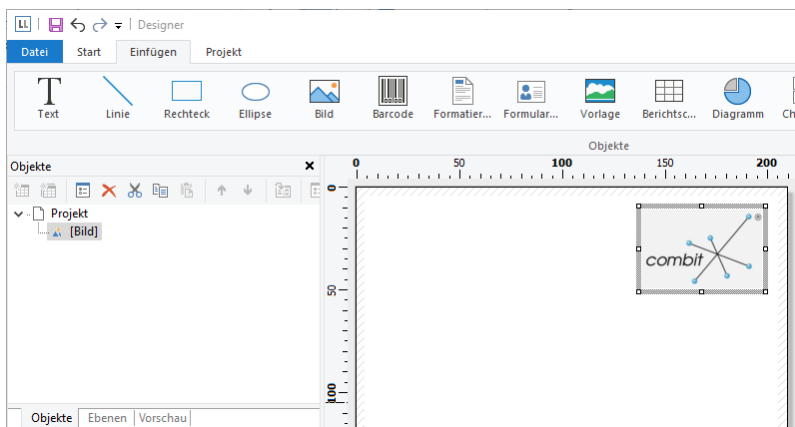 LL Designer
Datei Start Einfügen Projekt
Text Linie Rechteck Ellipse Bild Barcode Formatier... Formular... Vorlage Berichtsc... Diagramm Ch
Objekte
Objekte
0 50 100 150 200
Projekt
[Bild]
0
50
100
combit
Objekte Ebenen Vorschau